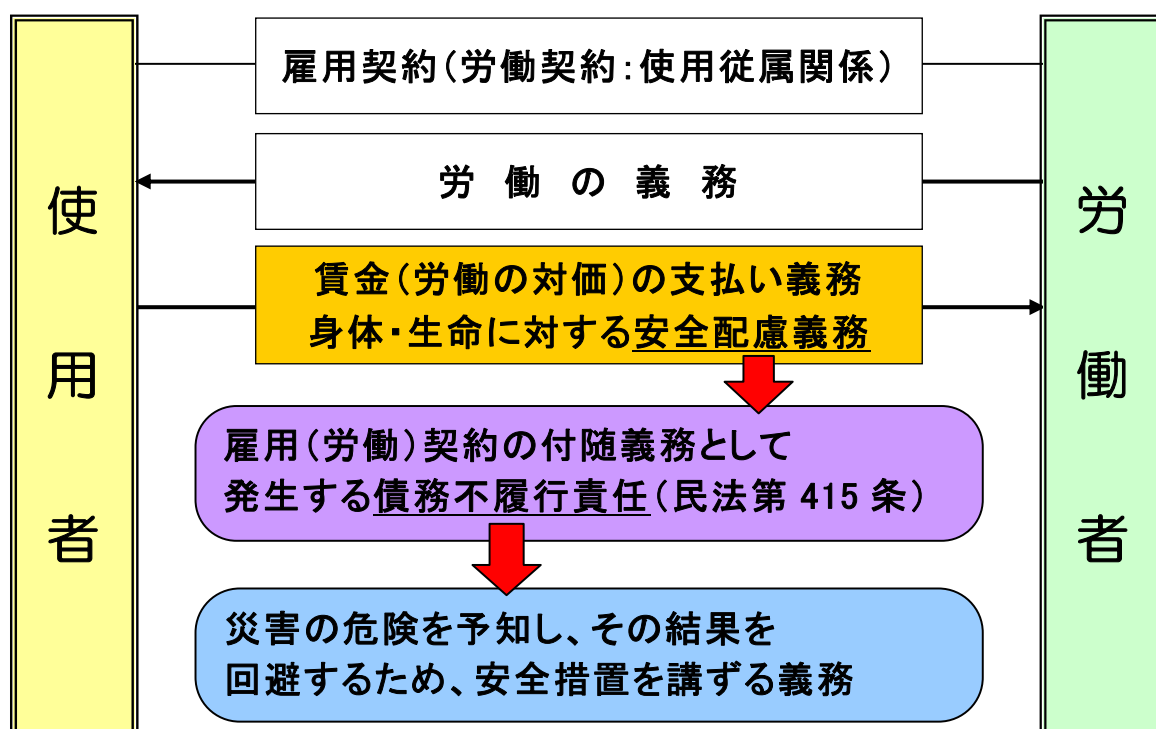 使用者
雇用契約(労働契約:使用従属関係)
労働の義務
賃金(労働の対価)の支払い義務
身体・生命に対する安全配慮義務
雇用(労働)契約の付随義務として
発生する債務不履行責任(民法第 415 条)
災害の危険を予知し、その結果を
回避するため、安全措置を講ずる義務
労働者